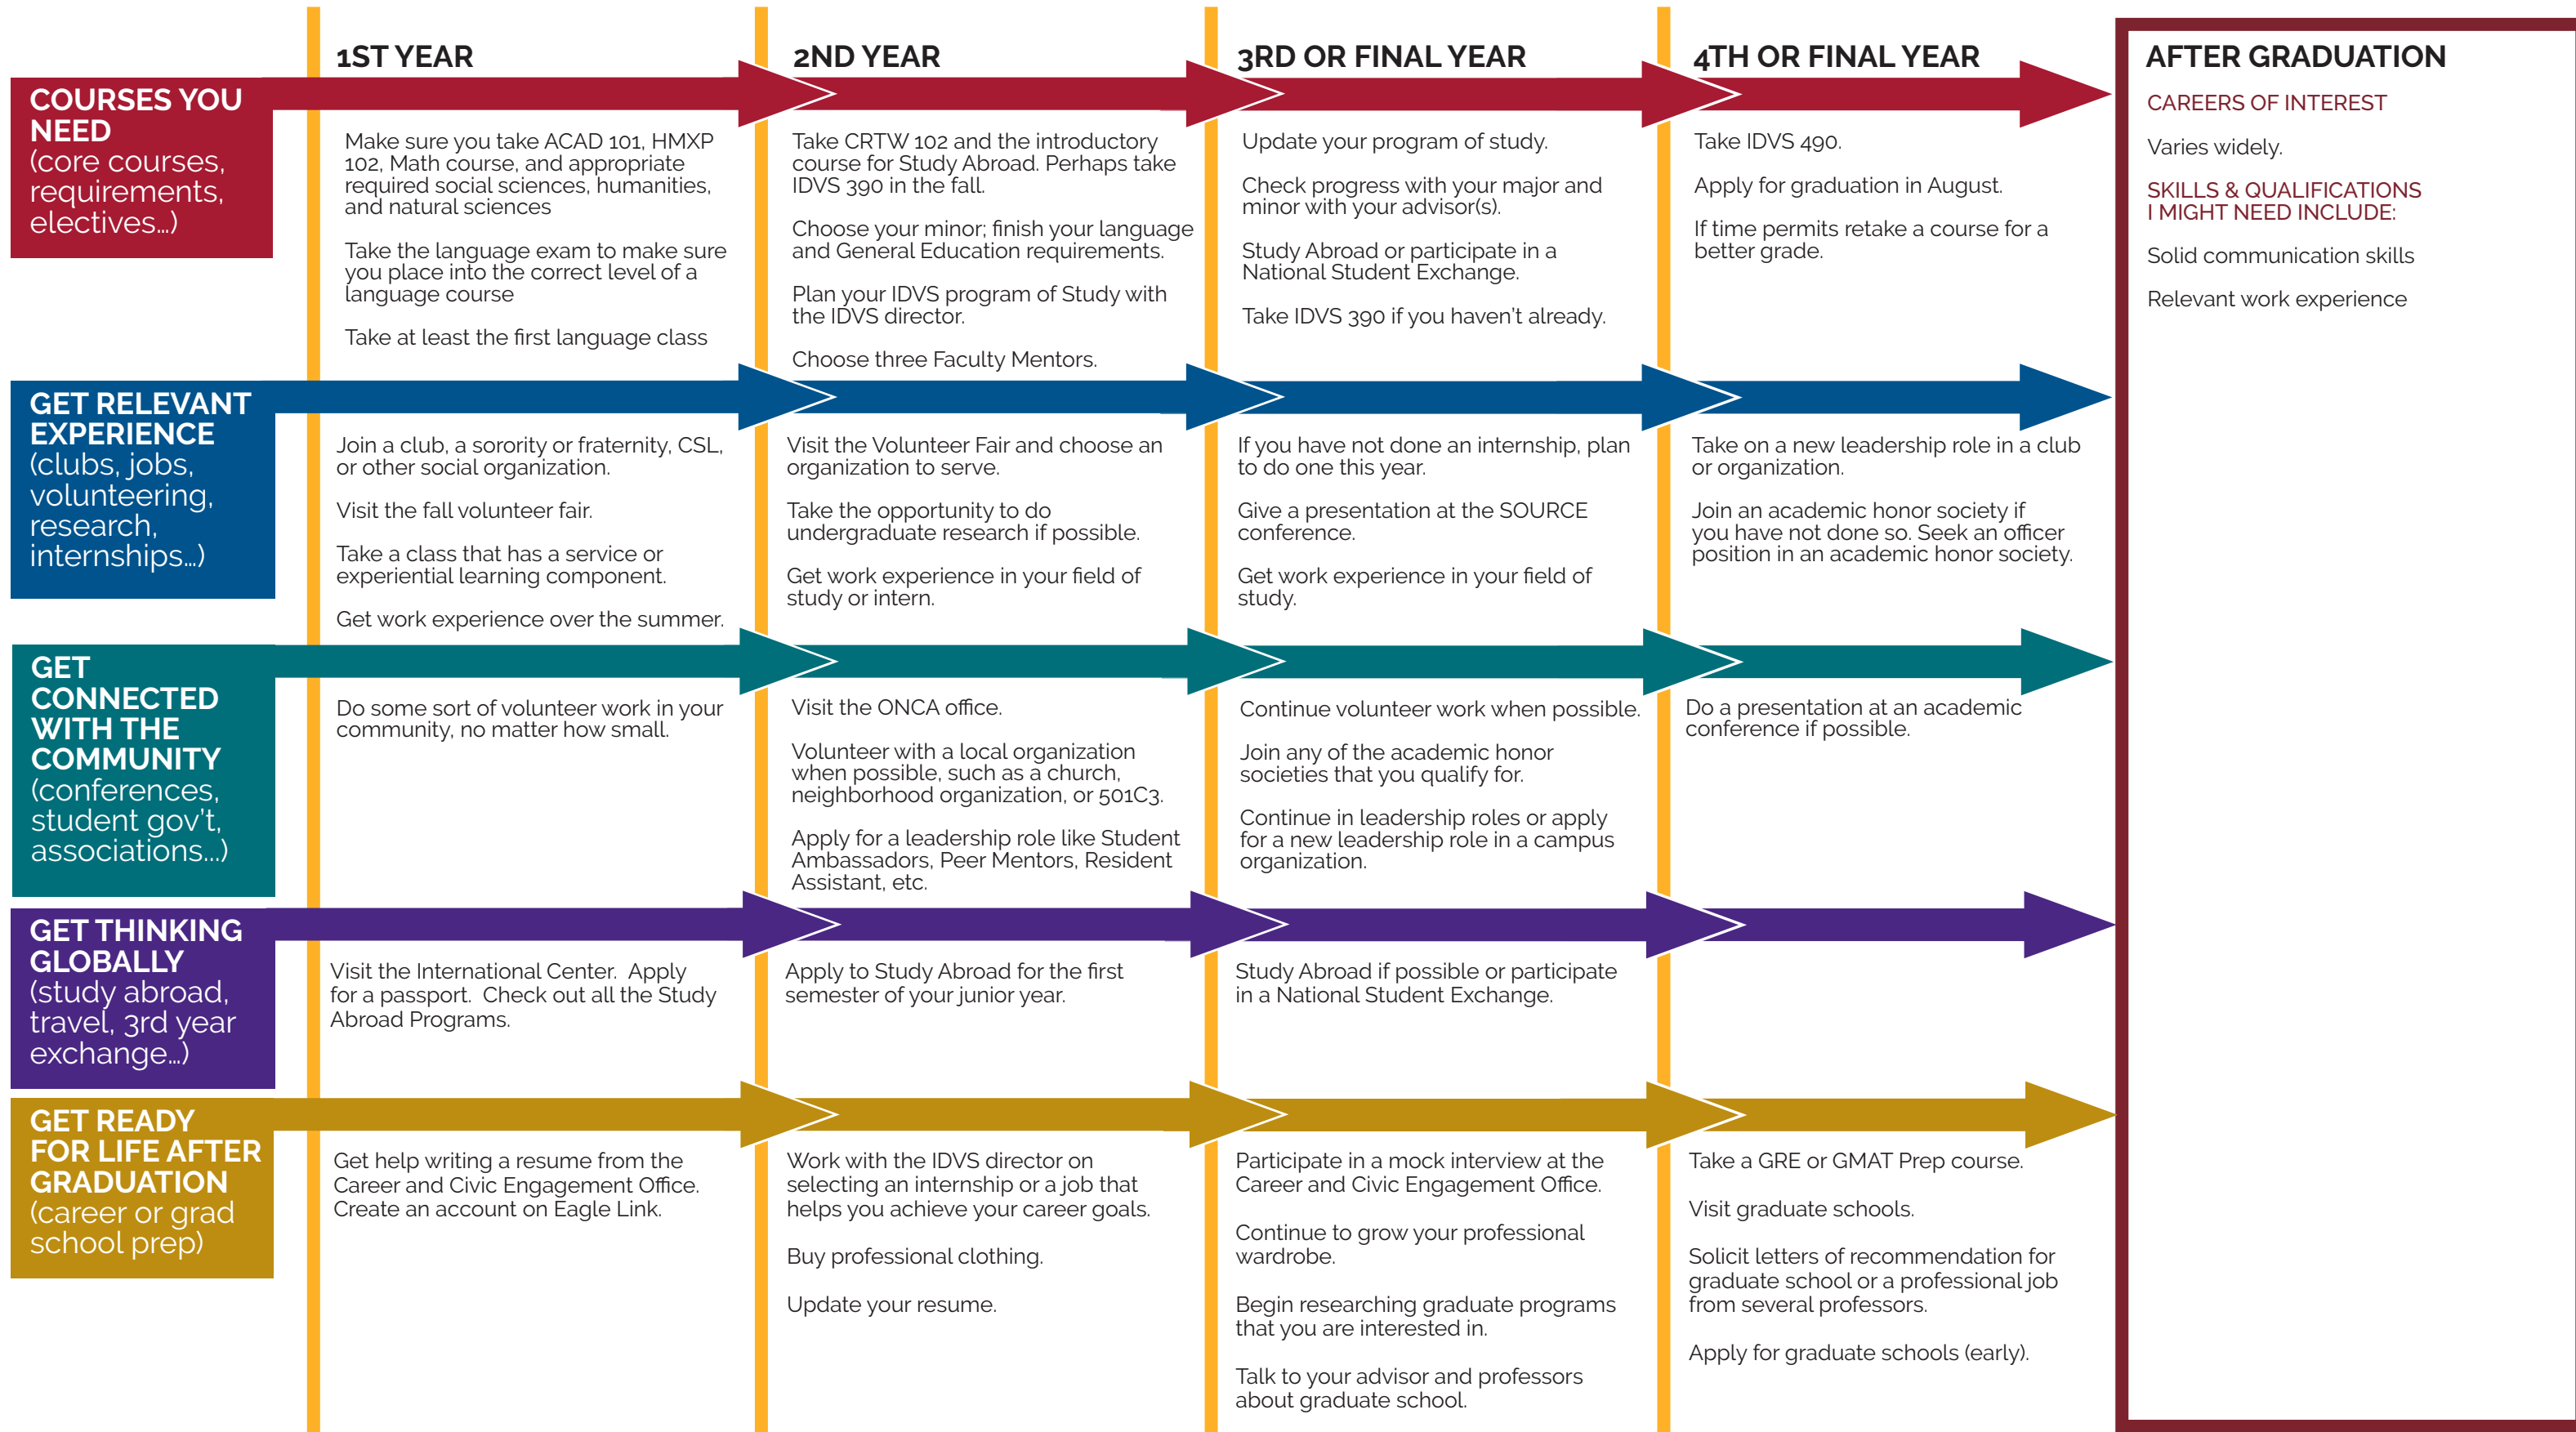 1ST YEAR
2ND YEAR
3RD OR FINAL YEAR
4TH OR FINAL YEAR
AFTER GRADUATION
COURSES YOU
NEED
(core courses,
requirements,
electives…)
Make sure you take ACAD 101, HMXP
102, Math course, and appropriate
required social sciences, humanities,
and natural sciences
Take the language exam to make sure
you place into the correct level of a
language course
Take at least the first language class
Take CRTW 102 and the introductory
course for Study Abroad. Perhaps take
IDVS 390 in the fall.
Choose your minor; finish your language
and General Education requirements.
Plan your IDVS program of Study with
the IDVS director.
Choose three Faculty Mentors.
Update your program of study.
Check progress with your major and
minor with your advisor(s).
Study Abroad or participate in a
National Student Exchange.
Take IDVS 390 if you haven't already.
Take IDVS 490.
Apply for graduation in August.
If time permits retake a course for a
better grade.
CAREERS OF INTEREST
Varies widely.
SKILLS & QUALIFICATIONS
I MIGHT NEED INCLUDE:
Solid communication skills
Relevant work experience
GET RELEVANT
EXPERIENCE
(clubs, jobs,
volunteering,
research,
internships…)
Join a club, a sorority or fraternity, CSL,
or other social organization.
Visit the fall volunteer fair.
Take a class that has a service or
experiential learning component.
Get work experience over the summer.
Visit the Volunteer Fair and choose an
organization to serve.
Take the opportunity to do
undergraduate research if possible.
Get work experience in your field of
study or intern.
If you have not done an internship, plan
to do one this year.
Give a presentation at the SOURCE
conference.
Get work experience in your field of
study.
Take on a new leadership role in a club
or organization.
Join an academic honor society if
you have not done so. Seek an officer
position in an academic honor society.
GET
CONNECTED
WITH THE
COMMUNITY
(conferences,
student gov't,
associations...)
Do some sort of volunteer work in your
community, no matter how small.
Visit the ONCA office.
Volunteer with a local organization
when possible, such as a church,
neighborhood organization, or 501C3.
Apply for a leadership role like Student
Ambassadors, Peer Mentors, Resident
Assistant, etc.
Continue volunteer work when possible.
Join any of the academic honor
societies that you qualify for.
Continue in leadership roles or apply
for a new leadership role in a campus
organization.
Do a presentation at an academic
conference if possible.
GET THINKING
GLOBALLY
(study abroad,
travel, 3rd year
exchange…)
Visit the International Center. Apply
for a passport. Check out all the Study
Abroad Programs.
Apply to Study Abroad for the first
semester of your junior year.
Study Abroad if possible or participate
in a National Student Exchange.
GET READY
FOR LIFE AFTER
GRADUATION
(career or grad
school prep)
Get help writing a resume from the
Career and Civic Engagement Office.
Create an account on Eagle Link.
Work with the IDVS director on
selecting an internship or a job that
helps you achieve your career goals.
Buy professional clothing.
Update your resume.
Participate in a mock interview at the
Career and Civic Engagement Office.
Continue to grow your professional
wardrobe.
Begin researching graduate programs
that you are interested in.
Talk to your advisor and professors
about graduate school.
Take a GRE or GMAT Prep course.
Visit graduate schools.
Solicit letters of recommendation for
graduate school or a professional job
from several professors.
Apply for graduate schools (early).